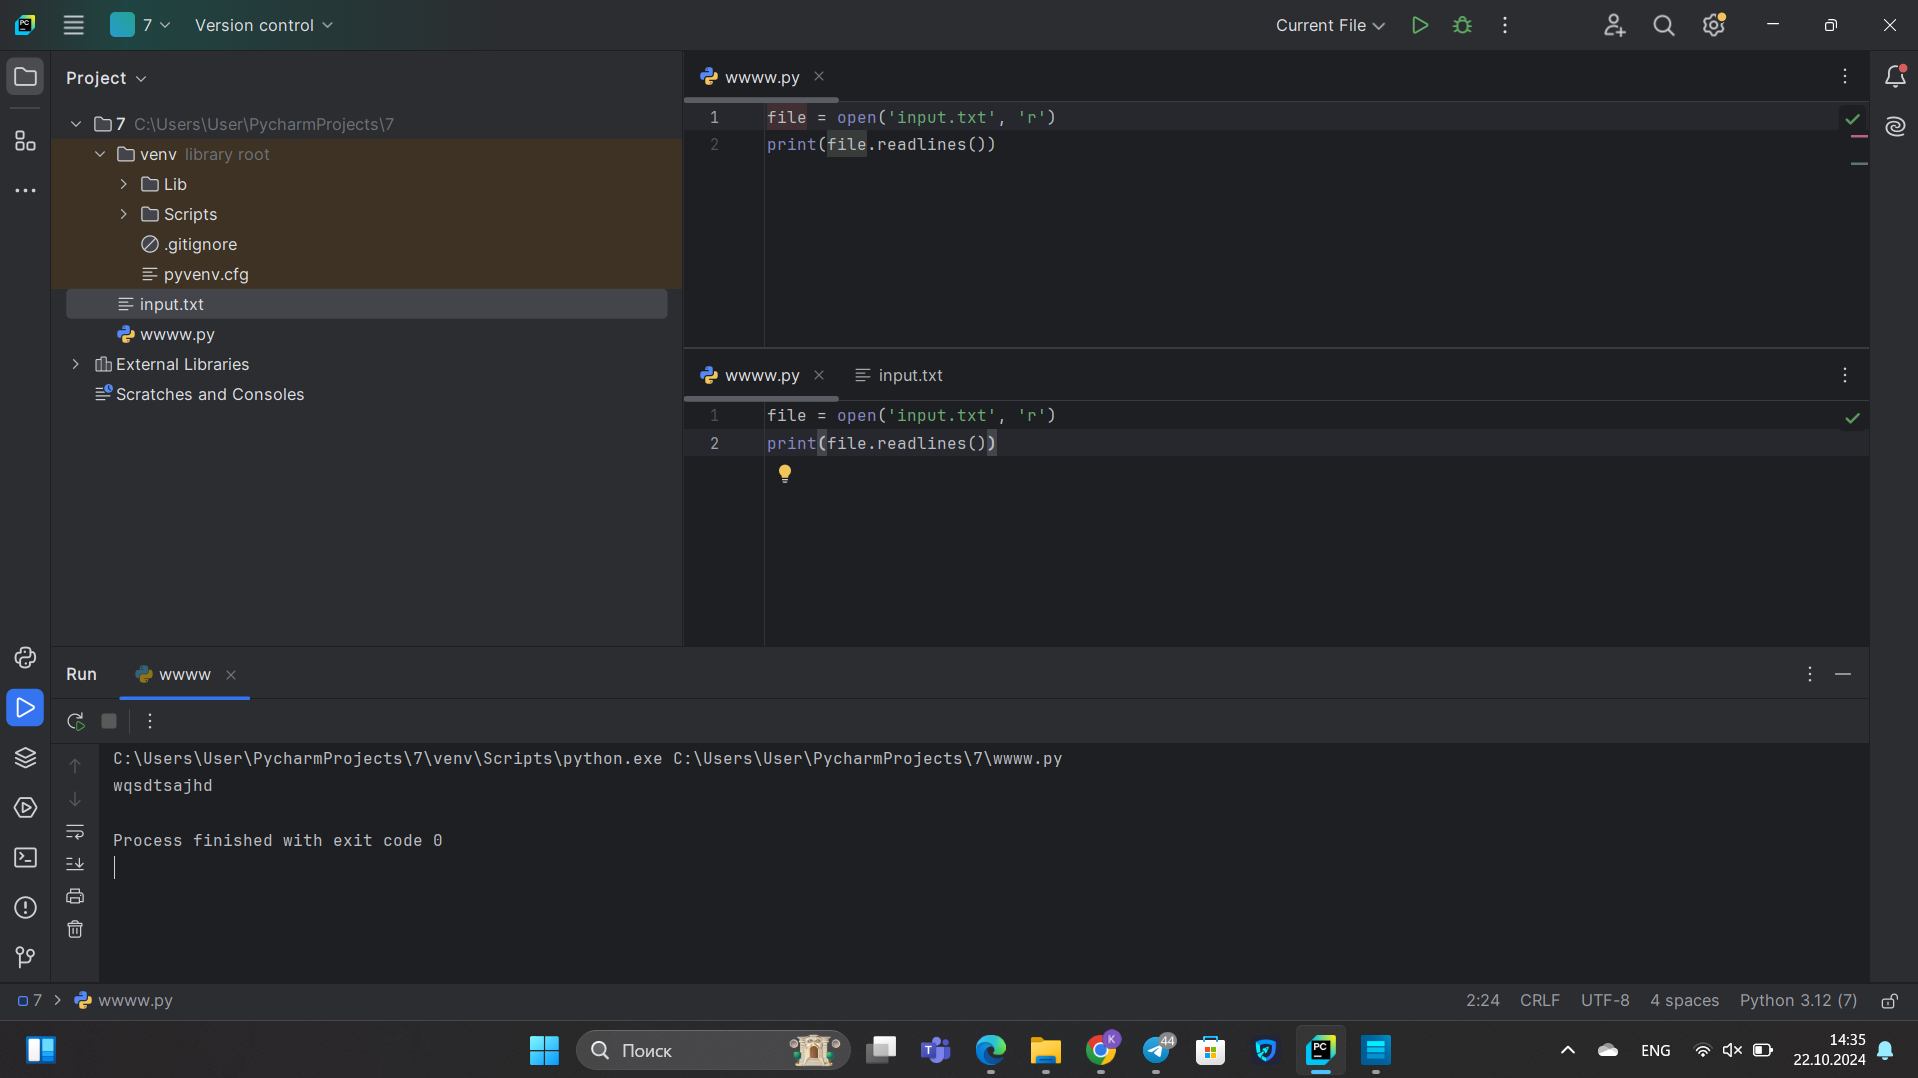 7
Version control
Current File
Project
7 C:\Users\User\PycharmProjects\7
venv library root
Lib
Scripts
.gitignore
pyvenv.cfg
input.txt
wwww.py
External Libraries
Scratches and Consoles
wwww.py
1 file = open('input.txt', 'r')
2 print(file.readlines())
wwww.py input.txt
1 file = open('input.txt', 'r')
2 print(file.readlines())
Run wwww
C:\Users\User\PycharmProjects\7\venv\Scripts\python.exe C:\Users\User\PycharmProjects\7\wwww.py
wqsdtsajhd
Process finished with exit code 0
7 wwww.py
2:24 CRLF UTF-8 4 spaces Python 3.12 (7)
Поиск
T
K
44
PC
ENG
14:35
22.10.2024